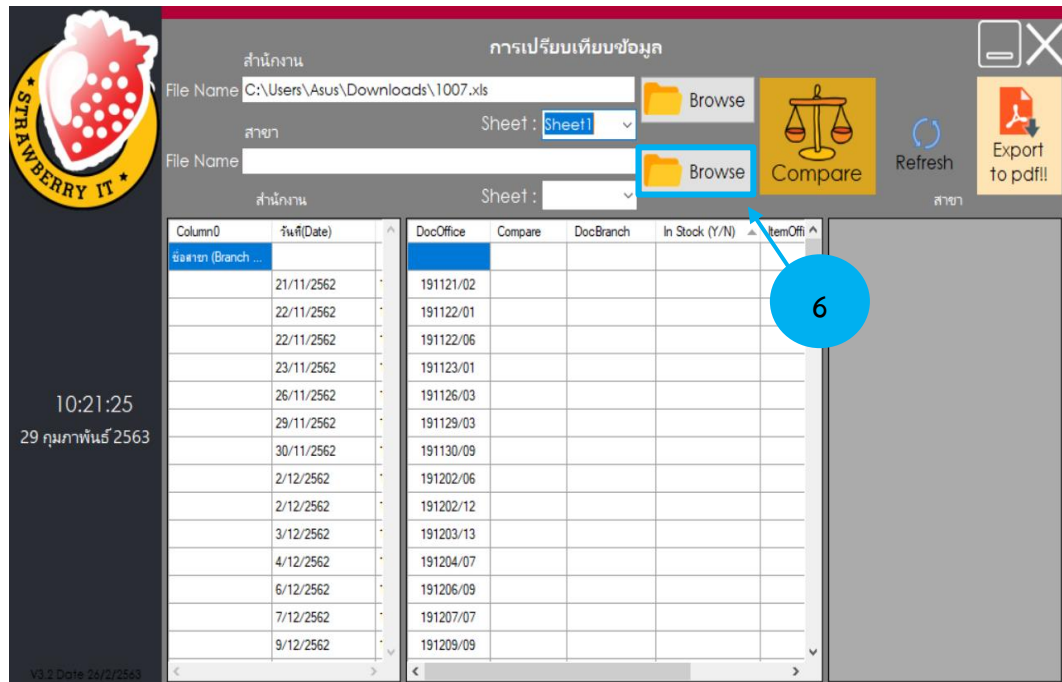 การเปรียบเทียบข้อมูล
สำนักงาน
File Name C:\Users\Asus\Downloads\1007.xls
Browse
Sheet : Sheet1
สาขา
File Name
Browse
Sheet :
Compare
Refresh
Export
to pdf!!
สำนักงาน
สาขา
STRAWBERRY IT
Column0 วันที่(Date)
ชื่อสาขา (Branch ...
21/11/2562
22/11/2562
22/11/2562
23/11/2562
26/11/2562
29/11/2562
30/11/2562
2/12/2562
2/12/2562
3/12/2562
4/12/2562
6/12/2562
7/12/2562
9/12/2562
DocOffice Compare DocBranch In Stock (Y/N) ItemOffi
191121/02
191122/01
191122/06
191123/01
191126/03
191129/03
191130/09
191202/06
191202/12
191203/13
191204/07
191206/09
191207/07
191209/09
6
10:21:25
29 กุมภาพันธ์ 2563
V3.2 Date 26/2/2563